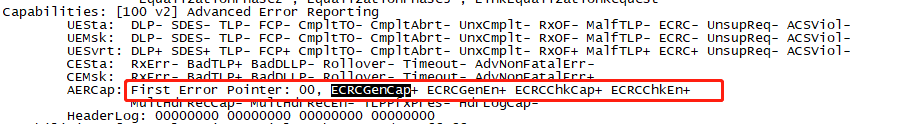 Capabilities: [100 v2] Advanced Error Reporting
UESta: DLP- SDES- TLP- FCP- CmpltTO- CmpltAbrt- UnxCmplt- RxOF- MalfTLP- ECRC- UnsupReq- ACSViol-
UEMsk: DLP- SDES- TLP- FCP- CmpltTO- CmpltAbrt- UnxCmplt- RxOF- MalfTLP- ECRC- UnsupReq- ACSViol-
UESvrt: DLP+ SDES+ TLP- FCP+ CmpltTO- CmpltAbrt- UnxCmplt- RxOF+ MalfTLP+ ECRC+ UnsupReq- ACSViol-
CESta: RxErr- BadTLP+ BadDLLP- Rollover- Timeout- AdvNonFatalErr-
CEMsk: RxErr- BadTLP- BadDLLP- Rollover- Timeout- AdvNonFatalErr+
AERCap: First Error Pointer: 00, ECRCGenCap+ ECRCGenEn+ ECRCChkCap+ ECRCChkEn+
MultHdrRecCap- MultHdrRecEn- TLPPfxPres- HdrLogCap-
HeaderLog: 00000000 00000000 00000000 00000000